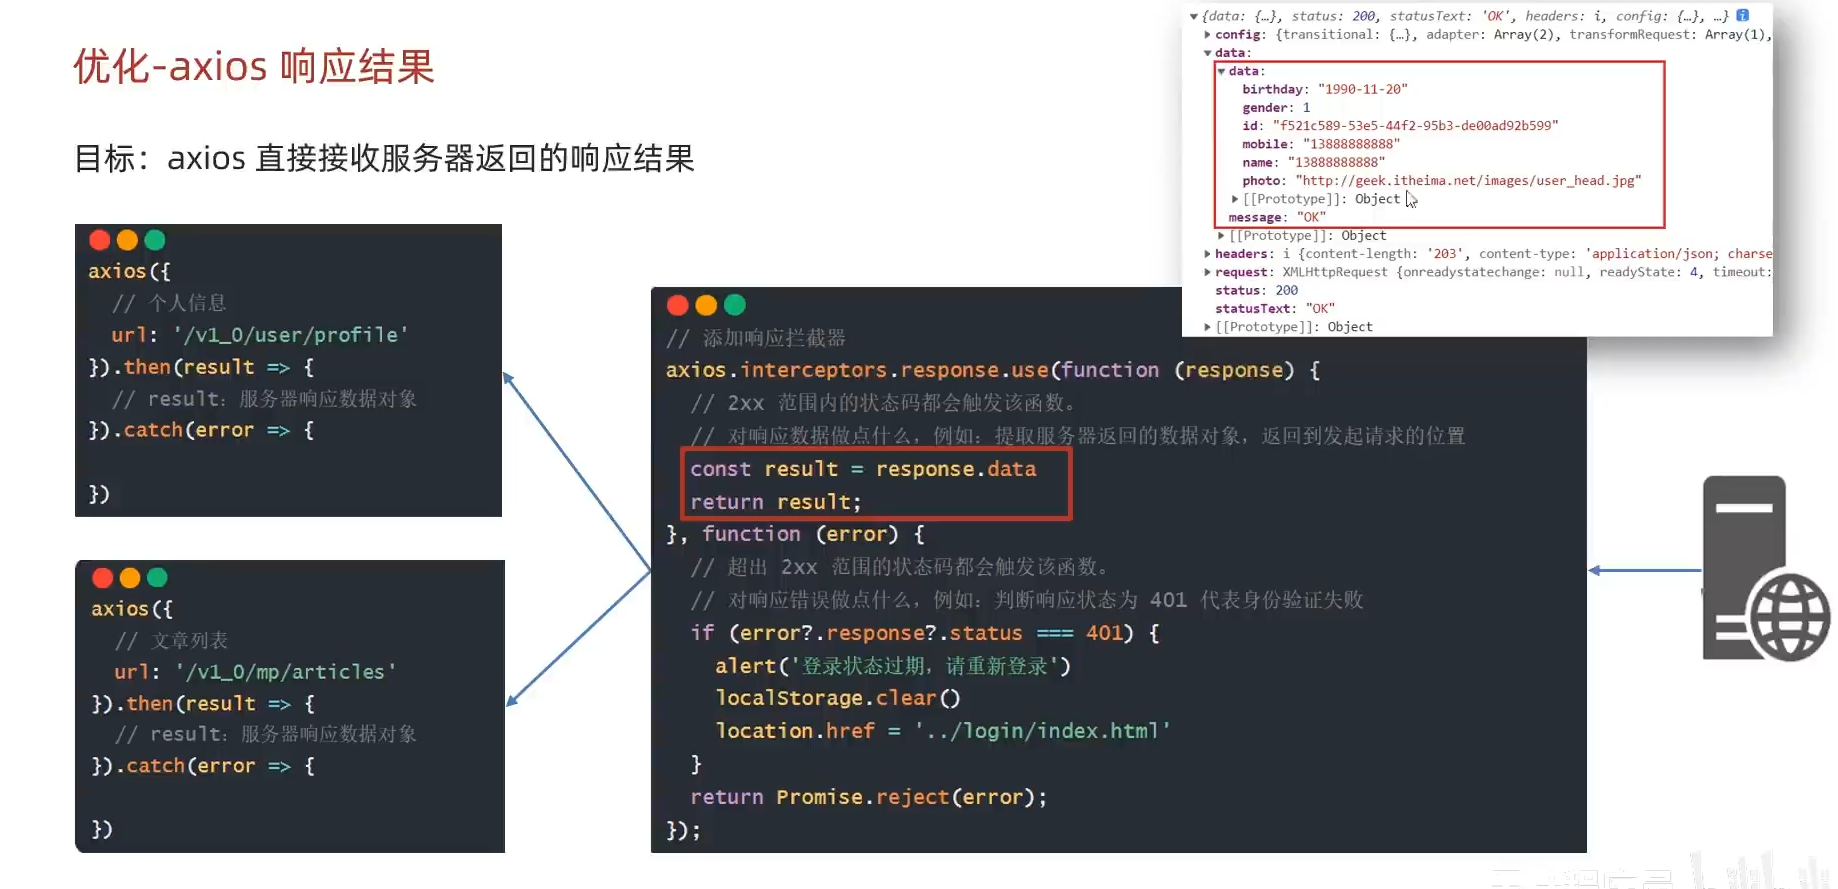 优化-axios 响应结果
目标：axios 直接接收服务器返回的响应结果
axios({
// 个人信息
url: '/v1_0/user/profile'
}).then(result => {
// result：服务器响应数据对象
}).catch(error => {
})
axios({
// 文章列表
url: '/v1_0/mp/articles'
}).then(result => {
// result：服务器响应数据对象
}).catch(error => {
})
// 添加响应拦截器
axios.interceptors.response.use(function (response) {
// 2xx 范围内的状态码都会触发该函数。
// 对响应数据做点什么，例如：提取服务器返回的数据对象，返回到发起请求的位置
const result = response.data
return result;
}, function (error) {
// 超出 2xx 范围的状态码都会触发该函数。
// 对响应错误做点什么，例如：判断响应状态为 401 代表身份验证失败
if (error?.response?.status === 401) {
alert('登录状态过期，请重新登录')
localStorage.clear()
location.href = '../login/index.html'
}
return Promise.reject(error);
});
{data: {…}, status: 200, statusText: 'OK', headers: i, config: {…}, …} i
config: {transitional: {…}, adapter: Array(2), transformRequest: Array(1),
data:
data:
birthday: "1990-11-20"
gender: 1
id: "f521c589-53e5-44f2-95b3-de00ad92b599"
mobile: "13888888888"
name: "13888888888"
photo: "http://geek.itheima.net/images/user_head.jpg"
[[Prototype]]: Object
message: "OK"
[[Prototype]]: Object
headers: i {content-length: '203', content-type: 'application/json; charse
request: XMLHttpRequest {onreadystatechange: null, readyState: 4, timeout:
status: 200
statusText: "OK"
[[Prototype]]: Object